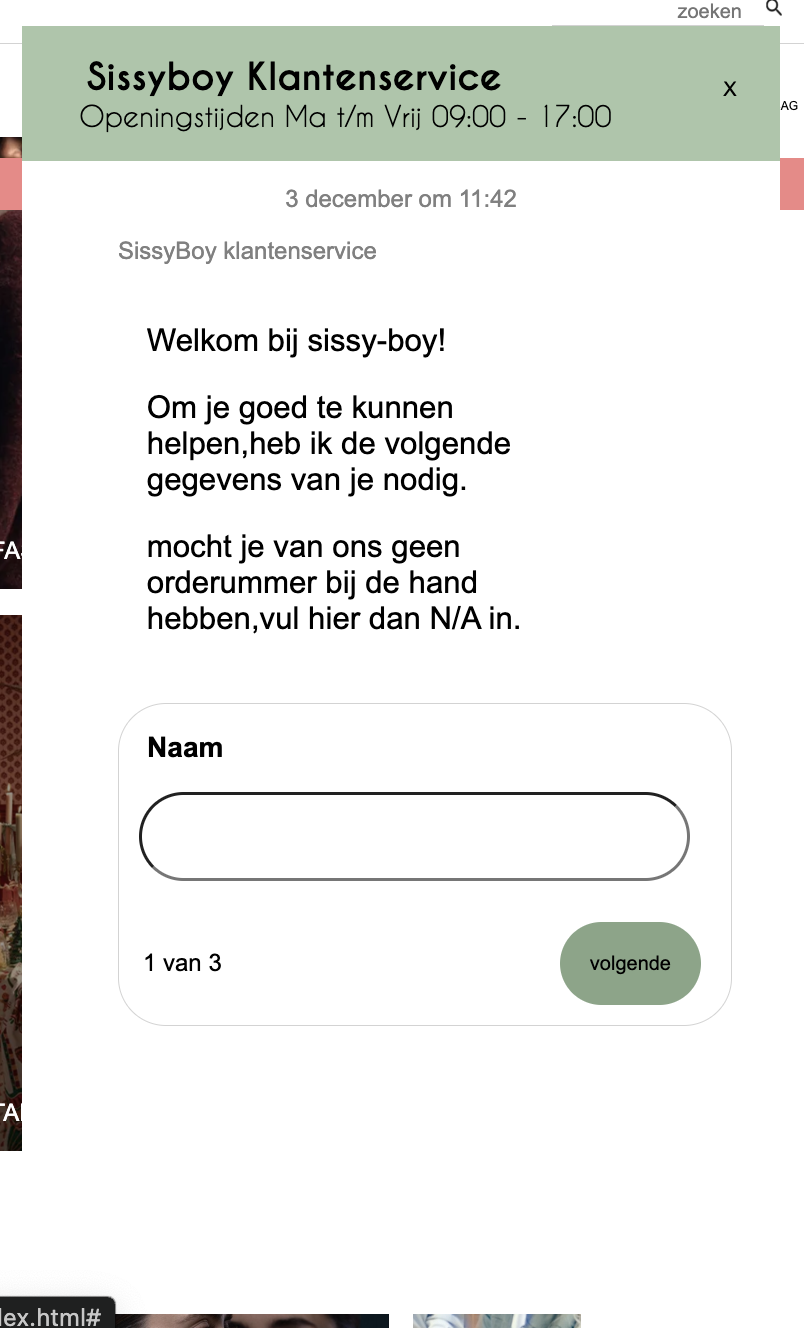 zoeken
Sissyboy Klantenservice
X
Openingstijden Ma t/m Vrij 09:00 - 17:00
AG
3 december om 11:42
SissyBoy klantenservice
Welkom bij sissy-boy!
Om je goed te kunnen
helpen,heb ik de volgende
gegevens van je nodig.
FA
mocht je van ons geen
orderummer bij de hand
hebben,vul hier dan N/A in.
Naam
1 van 3
volgende
TA
ex.html#